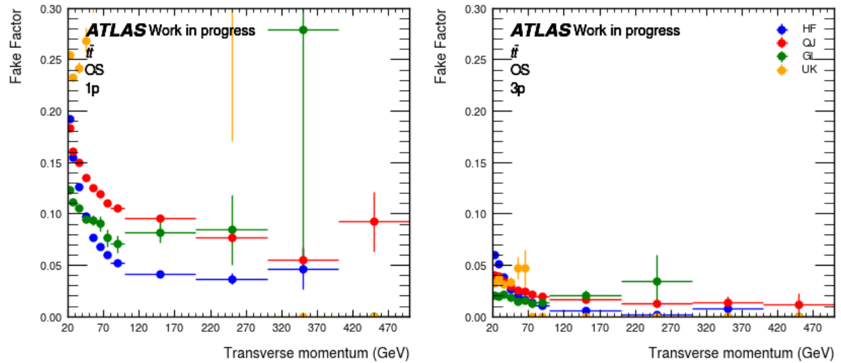 Fake Factor
0.30
0.25
0.20
0.15
0.10
0.05
0.00
ATLAS Work in progress
tt̄
OS
1p
20 70 120 170 220 270 320 370 420 470
Transverse momentum (GeV)
Fake Factor
0.30
0.25
0.20
0.15
0.10
0.05
0.00
ATLAS Work in progress
tt̄
OS
3p
HF
QJ
GL
UK
20 70 120 170 220 270 320 370 420 470
Transverse momentum (GeV)